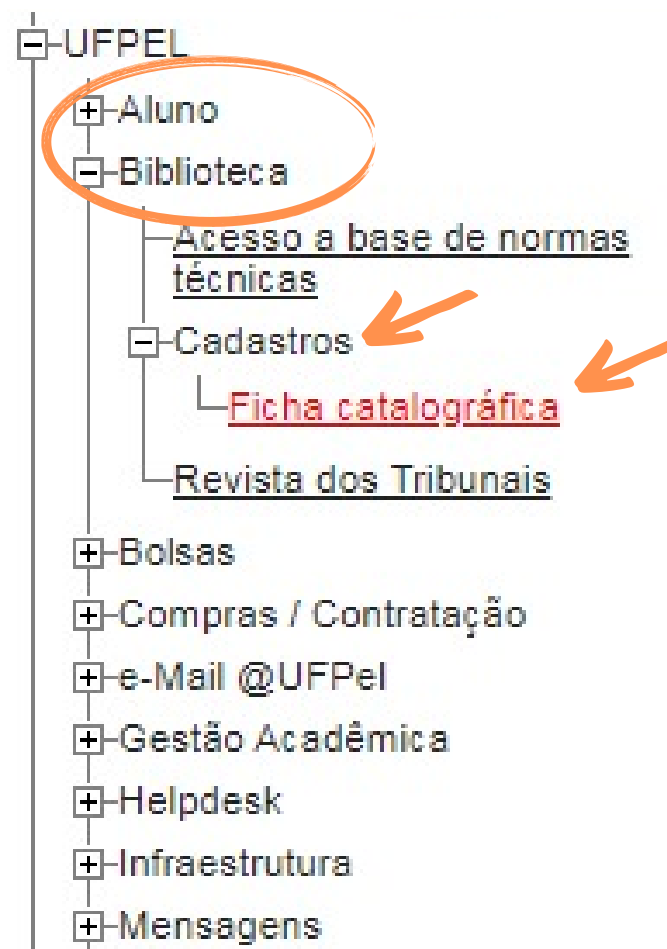 UFPEL
Aluno
Biblioteca
Acesso a base de normas
técnicas
Cadastros
Ficha catalográfica
Revista dos Tribunais
Bolsas
Compras / Contratação
e-Mail @UFPel
Gestão Acadêmica
Helpdesk
Infraestrutura
Mensagens